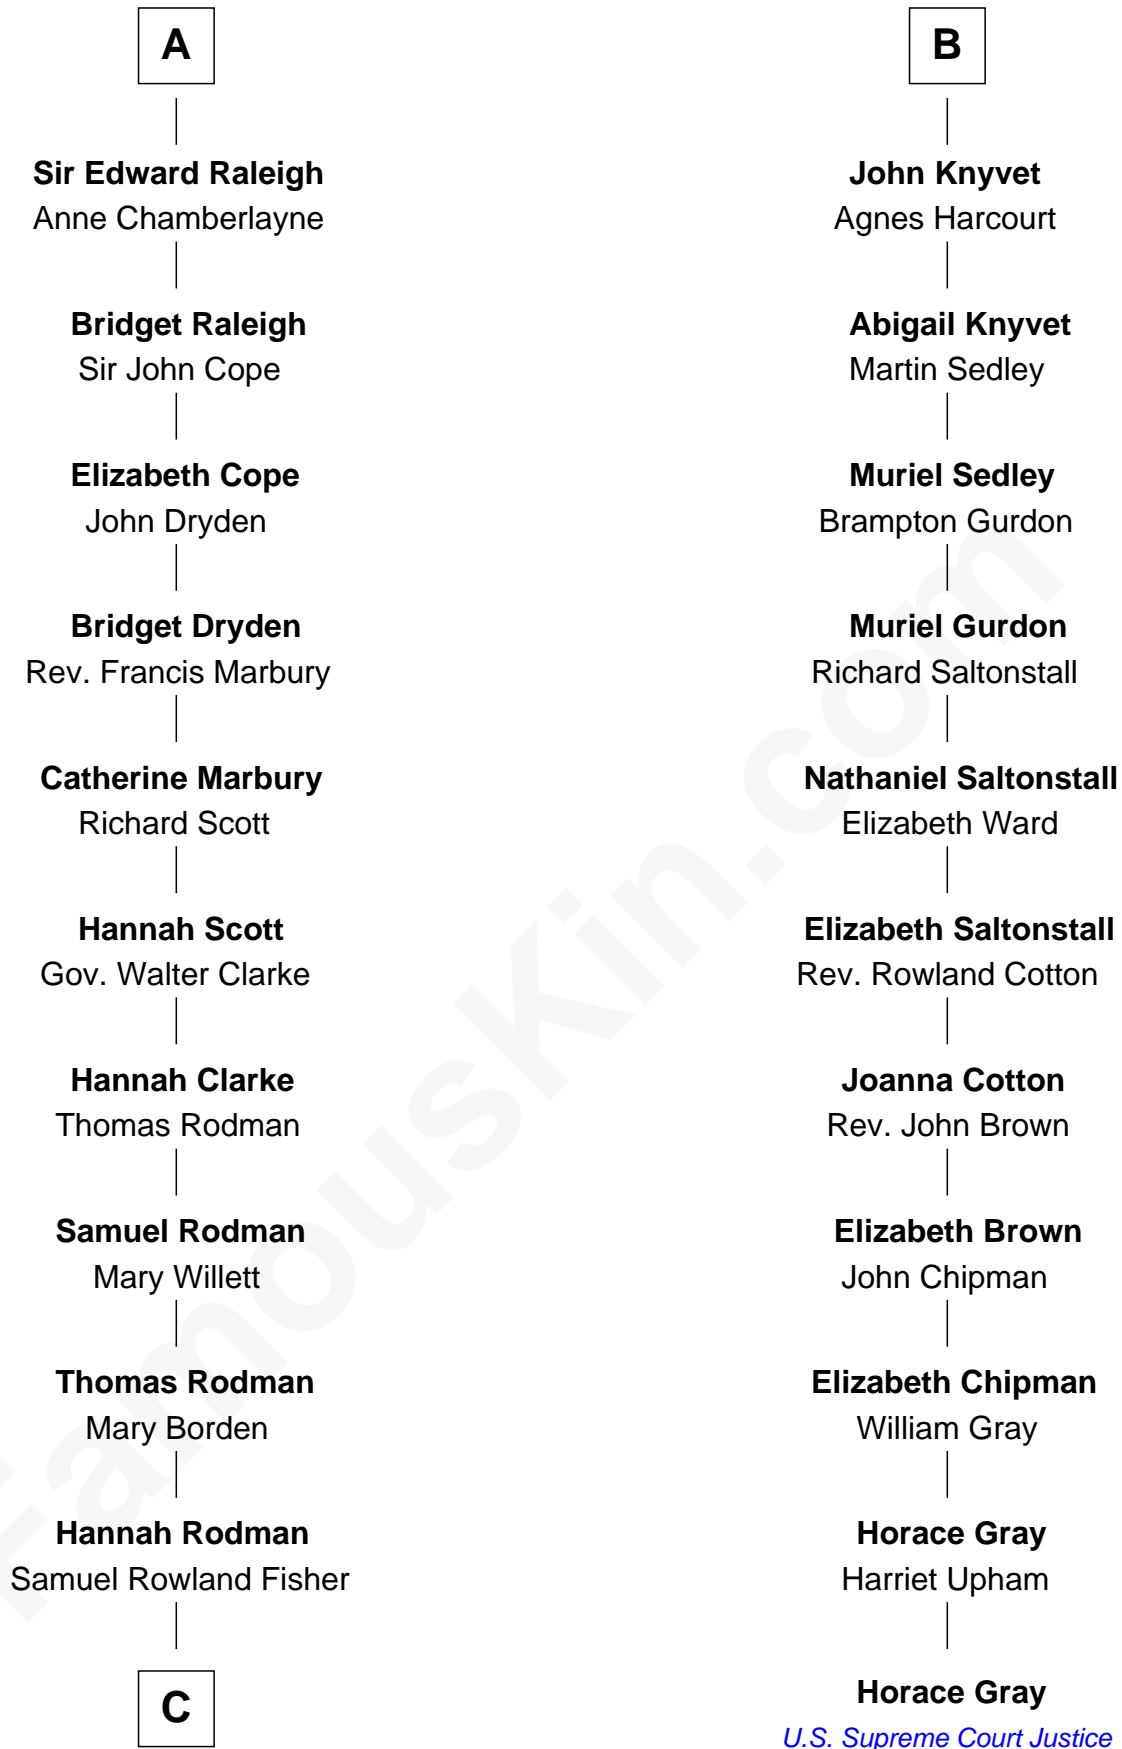 A
Sir Edward Raleigh
Anne Chamberlayne
Bridget Raleigh
Sir John Cope
Elizabeth Cope
John Dryden
Bridget Dryden
Rev. Francis Marbury
Catherine Marbury
Richard Scott
Hannah Scott
Gov. Walter Clarke
Hannah Clarke
Thomas Rodman
Samuel Rodman
Mary Willett
Thomas Rodman
Mary Borden
Hannah Rodman
Samuel Rowland Fisher
C
B
John Knyvet
Agnes Harcourt
Abigail Knyvet
Martin Sedley
Muriel Sedley
Brampton Gurdon
Muriel Gurdon
Richard Saltonstall
Nathaniel Saltonstall
Elizabeth Ward
Elizabeth Saltonstall
Rev. Rowland Cotton
Joanna Cotton
Rev. John Brown
Elizabeth Brown
John Chipman
Elizabeth Chipman
William Gray
Horace Gray
Harriet Upham
Horace Gray
U.S. Supreme Court Justice
FamousKin.com